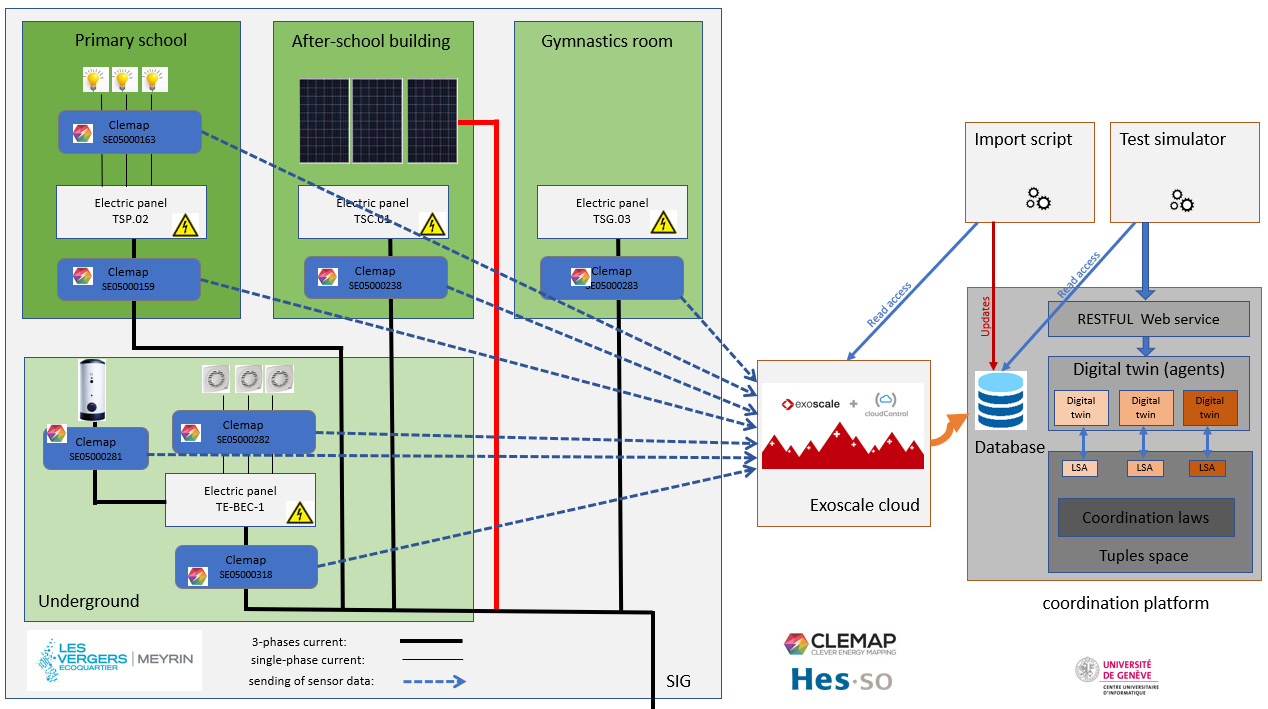 Primary school
Clemap
SE05000163
Electric panel
TSP.02
Clemap
SE05000159
After-school building
Electric panel
TSC.01
Clemap
SE05000238
Gymnastics room
Electric panel
TSG.03
Clemap
SE05000283
Clemap
SE05000281
Clemap
SE05000282
Electric panel
TE-BEC-1
Clemap
SE05000318
Underground
LES
VERGERS
ECOQUARTIER
MEYRIN
3-phases current:
single-phase current:
sending of sensor data:
SIG
exoscale + cloudControl
Exoscale cloud
Read access
Import script
Test simulator
Updates
Read access
RESTFUL Web service
Digital twin (agents)
Digital
twin
Digital
twin
Digital
twin
Database
LSA
LSA
LSA
Coordination laws
Tuples space
coordination platform
CLEMAP
CLEVER ENERGY MAPPING
Hes·so
UNIVERSITÉ
DE GENÈVE
CENTRE UNIVERSITAIRE
D'INFORMATIQUE